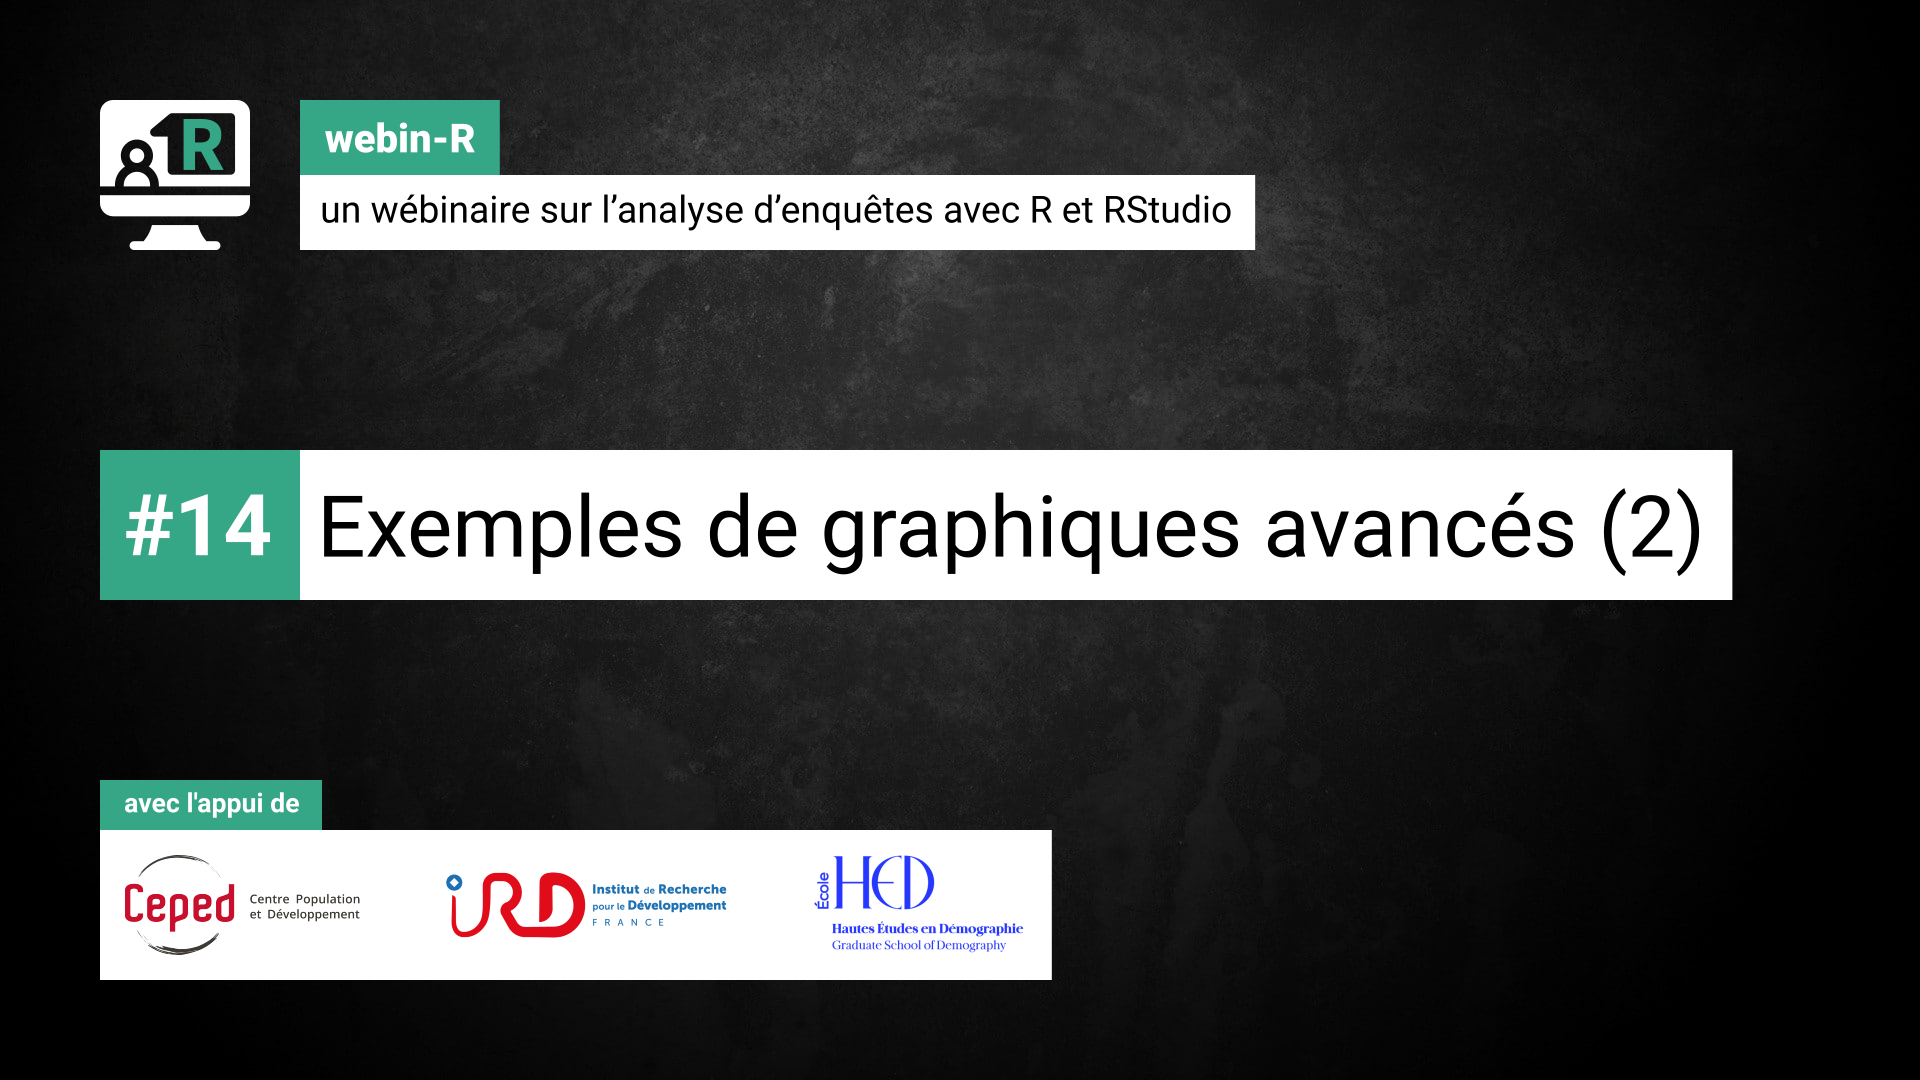 R
webin-R
un wébinaire sur l’analyse d’enquêtes avec R et RStudio
#14 Exemples de graphiques avancés (2)
avec l'appui de
Ceped
Centre Population
et Développement
iRD
Institut de Recherche
pour le Développement
FRANCE
École HED
Hautes Études en Démographie
Graduate School of Demography